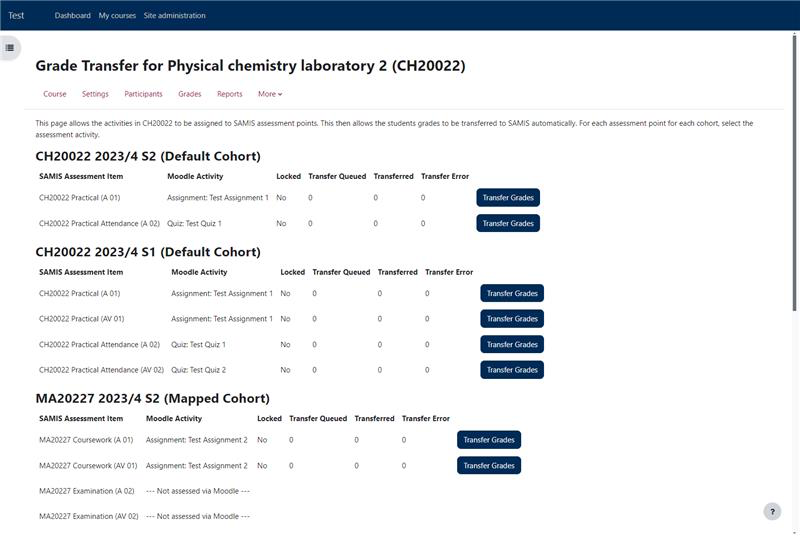 Test Dashboard My courses Site administration
Grade Transfer for Physical chemistry laboratory 2 (CH20022)
Course Settings Participants Grades Reports More
This page allows the activities in CH20022 to be assigned to SAMIS assessment points. This then allows the students grades to be transferred to SAMIS automatically. For each assessment point for each cohort, select the
assessment activity.
CH20022 2023/4 S2 (Default Cohort)
SAMIS Assessment Item Moodle Activity Locked Transfer Queued Transferred Transfer Error
CH20022 Practical (A 01) Assignment: Test Assignment 1 No 0 0 0 Transfer Grades
CH20022 Practical Attendance (A 02) Quiz: Test Quiz 1 No 0 0 0 Transfer Grades
CH20022 2023/4 S1 (Default Cohort)
SAMIS Assessment Item Moodle Activity Locked Transfer Queued Transferred Transfer Error
CH20022 Practical (A 01) Assignment: Test Assignment 1 No 0 0 0 Transfer Grades
CH20022 Practical (AV 01) Assignment: Test Assignment 1 No 0 0 0 Transfer Grades
CH20022 Practical Attendance (A 02) Quiz: Test Quiz 1 No 0 0 0 Transfer Grades
CH20022 Practical Attendance (AV 02) Quiz: Test Quiz 2 No 0 0 0 Transfer Grades
MA20227 2023/4 S2 (Mapped Cohort)
SAMIS Assessment Item Moodle Activity Locked Transfer Queued Transferred Transfer Error
MA20227 Coursework (A 01) Assignment: Test Assignment 2 No 0 0 0 Transfer Grades
MA20227 Coursework (AV 01) Assignment: Test Assignment 2 No 0 0 0 Transfer Grades
MA20227 Examination (A 02) --- Not assessed via Moodle ---
MA20227 Examination (AV 02) --- Not assessed via Moodle ---
?